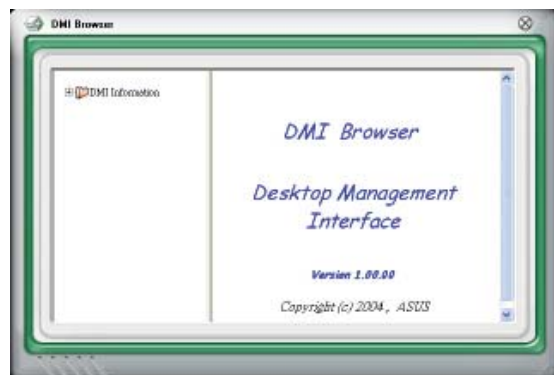 DMI Browser
DMI Information
DMI Browser
Desktop Management
Interface
Version 1.00.00
Copyright (c) 2004, ASUS